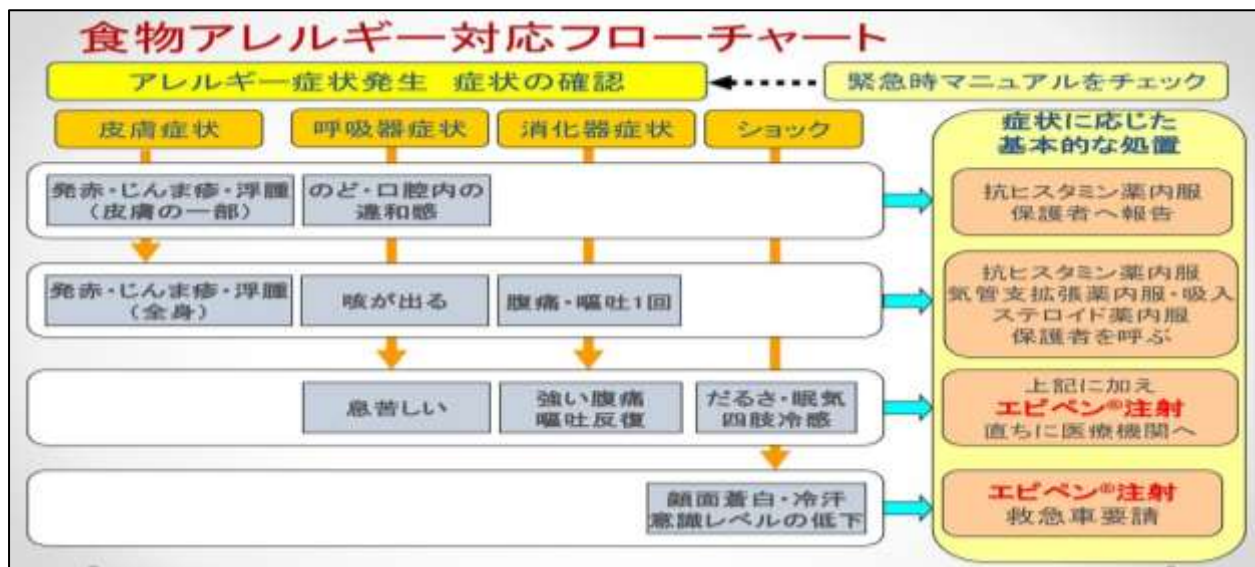 食物アレルギー対応フローチャート
アレルギー症状発生 症状の確認
緊急時マニュアルをチェック
皮膚症状
呼吸器症状
消化器症状
ショック
症状に応じた
基本的な処置
発赤・じんま疹・浮腫
(皮膚の一部)
のど・口腔内の
違和感
抗ヒスタミン薬内服
保護者へ報告
発赤・じんま疹・浮腫
(全身)
咳が出る
腹痛・嘔吐1回
抗ヒスタミン薬内服
気管支拡張薬内服・吸入
ステロイド薬内服
保護者を呼ぶ
息苦しい
強い腹痛
嘔吐反復
だるさ・眠気
四肢冷感
上記に加え
エピペン®注射
直ちに医療機関へ
顔面蒼白・冷汗
意識レベルの低下
エピペン®注射
救急車要請